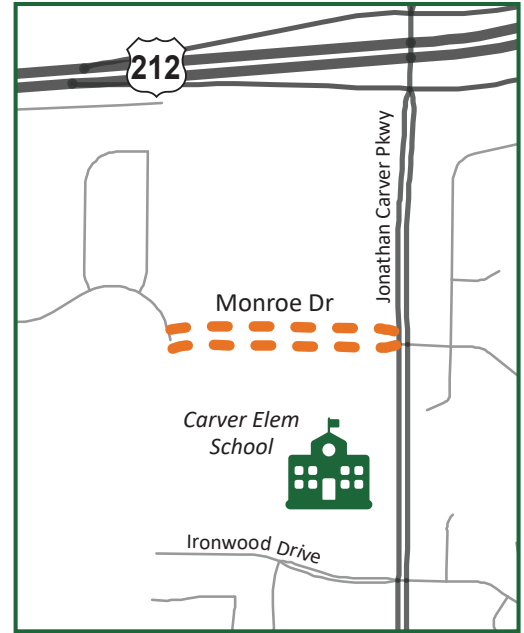 212
Jonathan Carver Pkwy
Monroe Dr
Carver Elem
School
Ironwood Drive